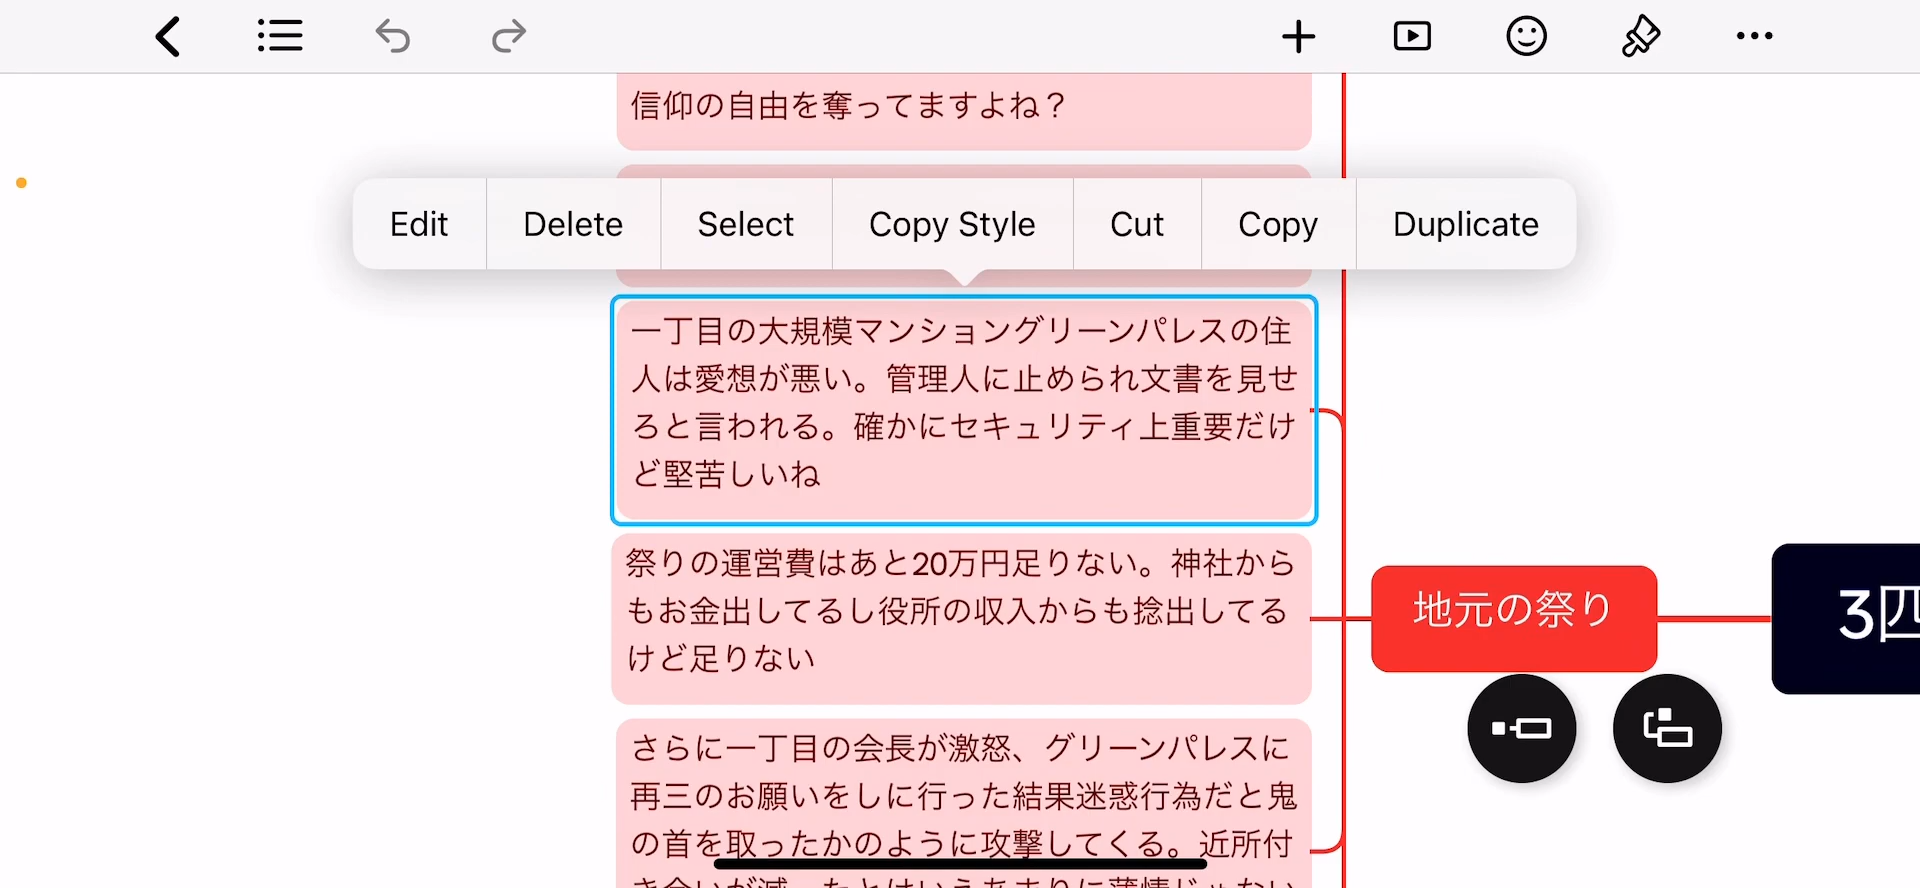 信仰の自由を奪ってますよね？
Edit
Delete
Select
Copy Style
Cut
Copy
Duplicate
一丁目の大規模マンショングリーンパレスの住
人は愛想が悪い。管理人に止められ文書を見せ
ろと言われる。確かにセキュリティ上重要だけ
ど堅苦しいね
祭りの運営費はあと20万円足りない。神社から
もお金出してるし役所の収入からも捻出してる
けど足りない
地元の祭り
3匹
さらに一丁目の会長が激怒、グリーンパレスに
再三のお願いをしに行った結果迷惑行為だと鬼
の首を取ったかのように攻撃してくる。近所付